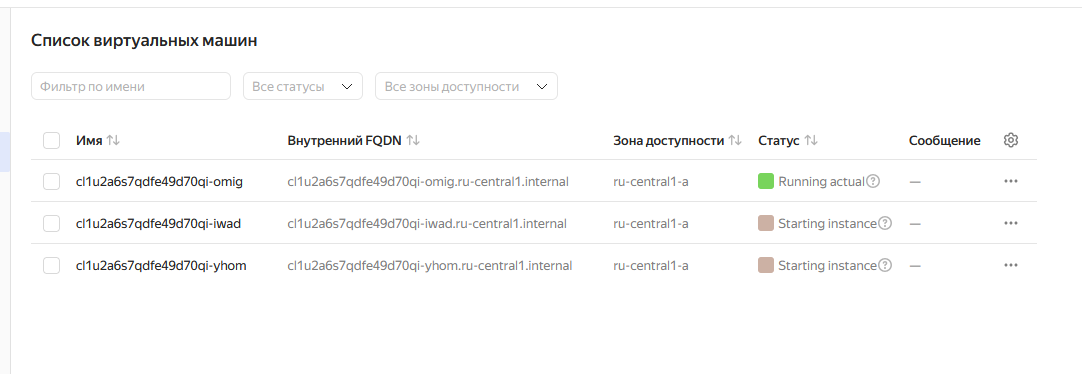 Список виртуальных машин
Фильтр по имени Все статусы Все зоны доступности
Имя Внутренний FQDN Зона доступности Статус Сообщение
cl1u2a6s7qdfe49d70qi-omig cl1u2a6s7qdfe49d70qi-omig.ru-central1.internal ru-central1-a Running actual —
cl1u2a6s7qdfe49d70qi-iwad cl1u2a6s7qdfe49d70qi-iwad.ru-central1.internal ru-central1-a Starting instance —
cl1u2a6s7qdfe49d70qi-yhom cl1u2a6s7qdfe49d70qi-yhom.ru-central1.internal ru-central1-a Starting instance —